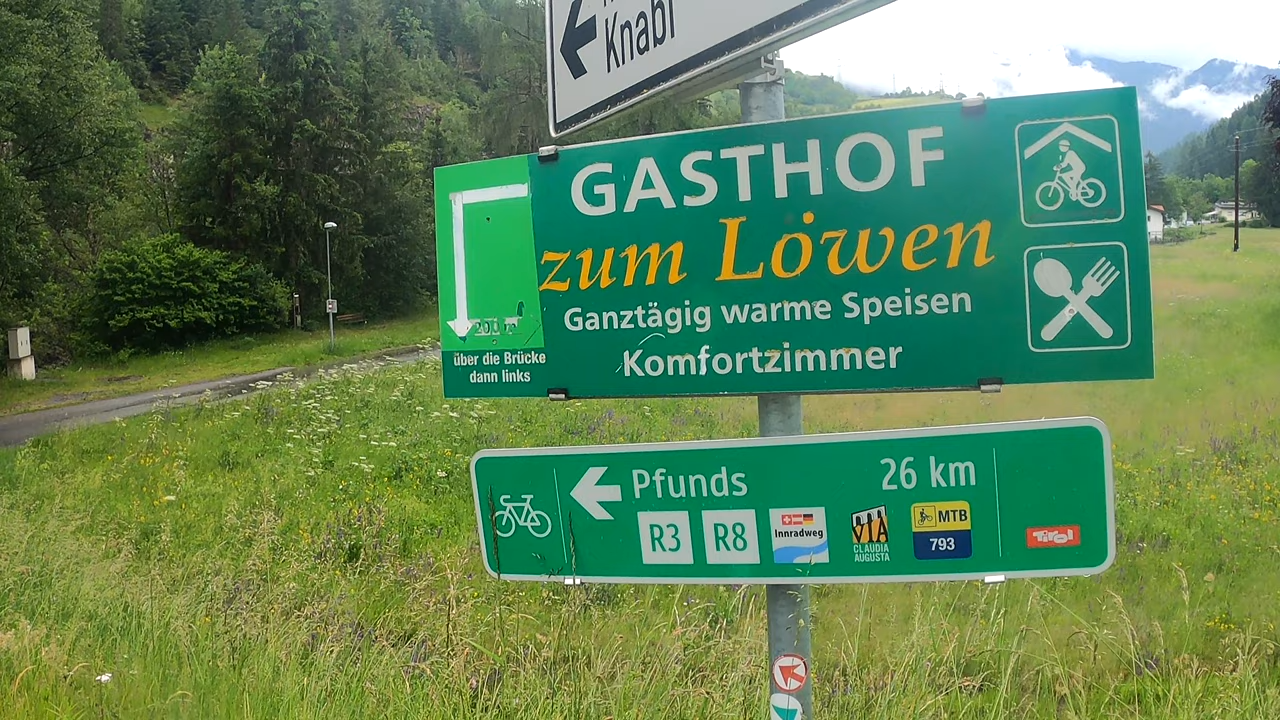 Knabl
GASTHOF
zum Löwen
Ganztägig warme Speisen
Komfortzimmer
200 m
über die Brücke
dann links
Pfunds 26 km
R3 R8 Innradweg VIA CLAUDIA AUGUSTA MTB 793 Tirol